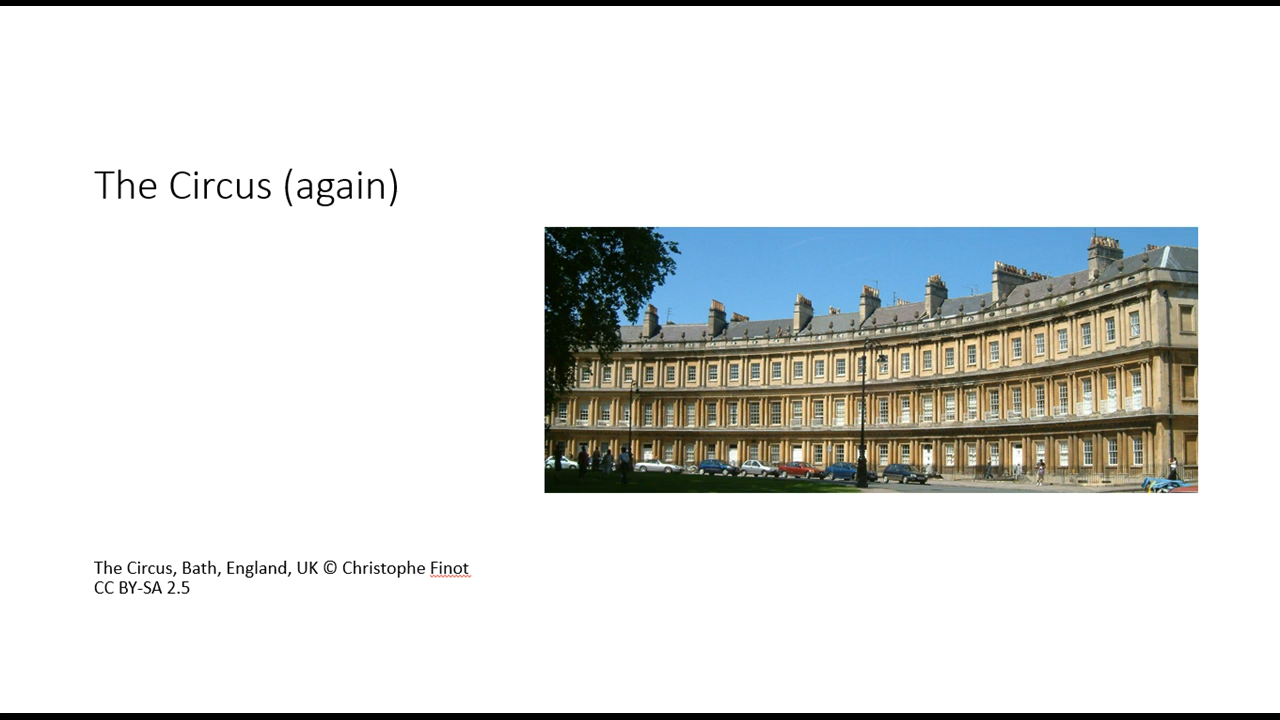 The Circus (again)
The Circus, Bath, England, UK © Christophe Finot
CC BY-SA 2.5